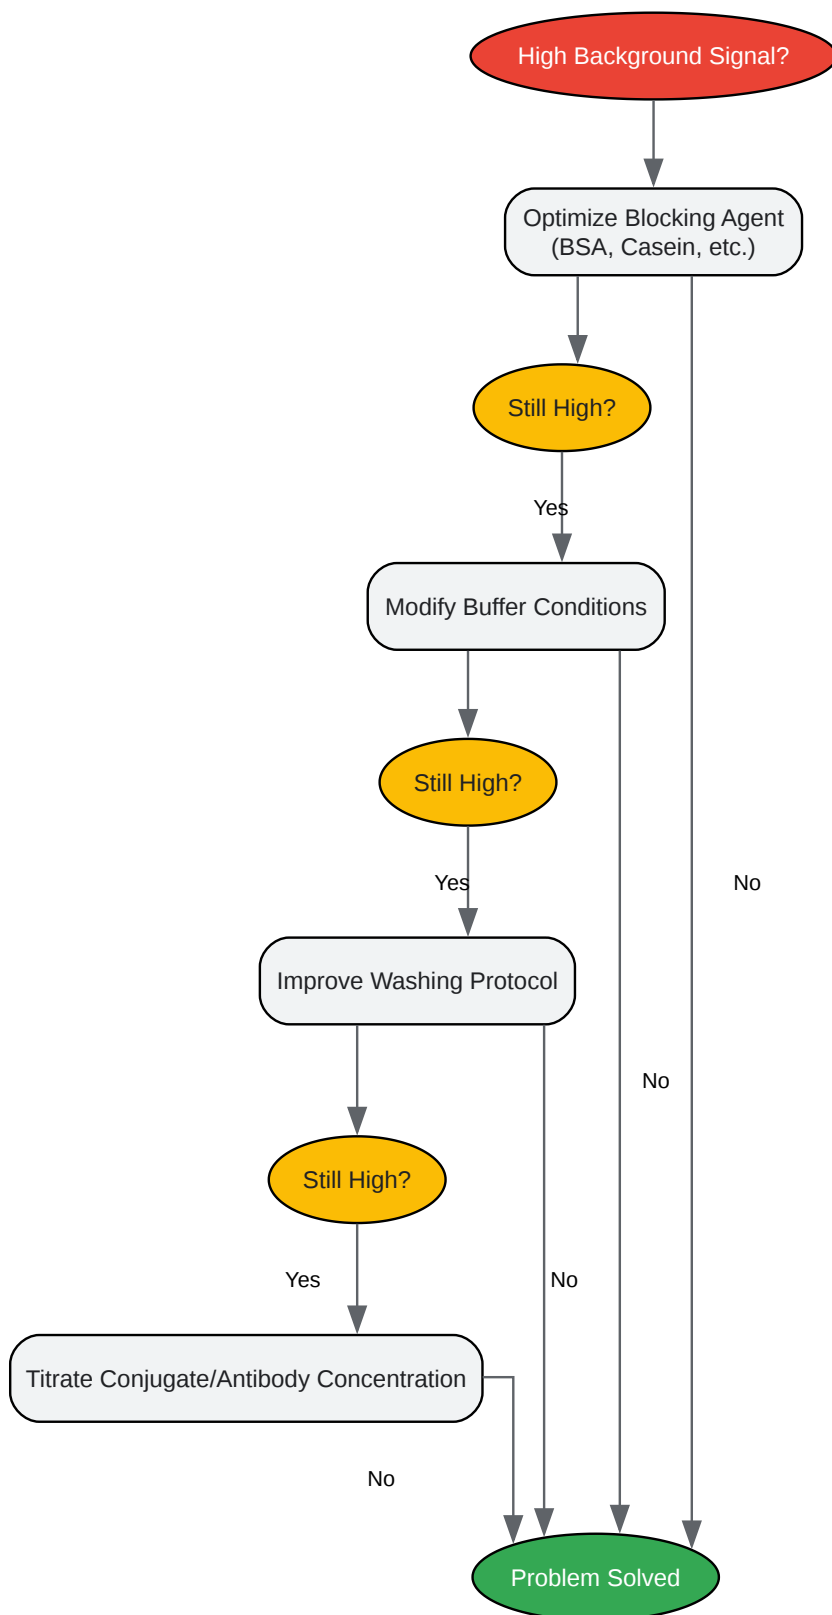 High Background Signal?
Optimize Blocking Agent
(BSA, Casein, etc.)
Still High?
Yes
Modify Buffer Conditions
Still High?
Yes
No
Improve Washing Protocol
No
Still High?
Yes
No
Titrate Conjugate/Antibody Concentration
No
Problem Solved